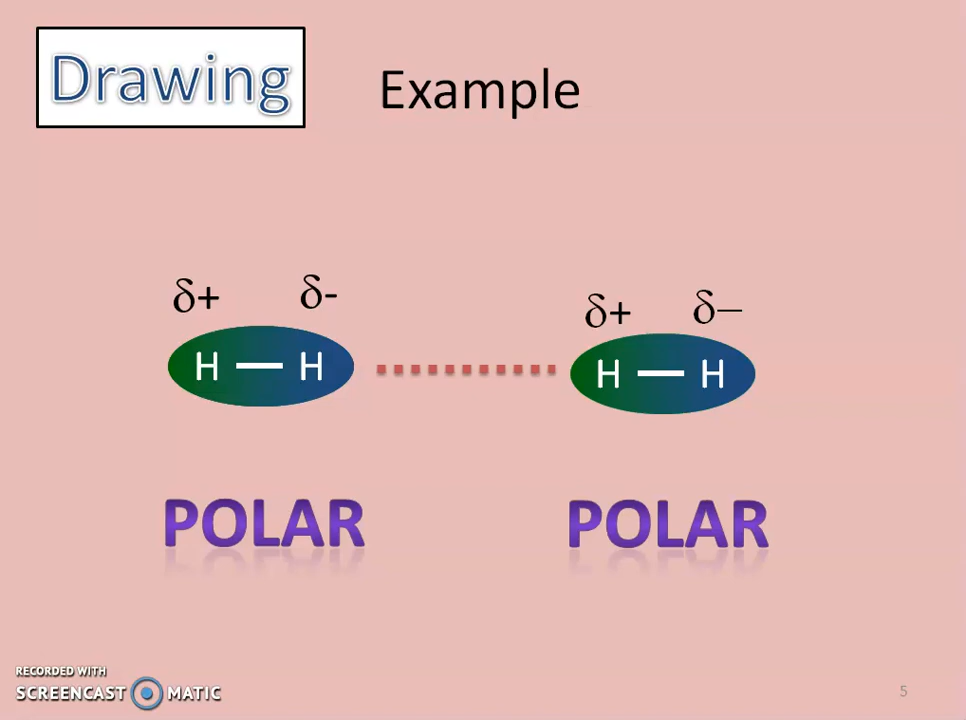 Drawing
Example
δ+ δ- δ+ δ–
H — H H — H
POLAR POLAR
RECORDED WITH
SCREENCAST MATIC
5